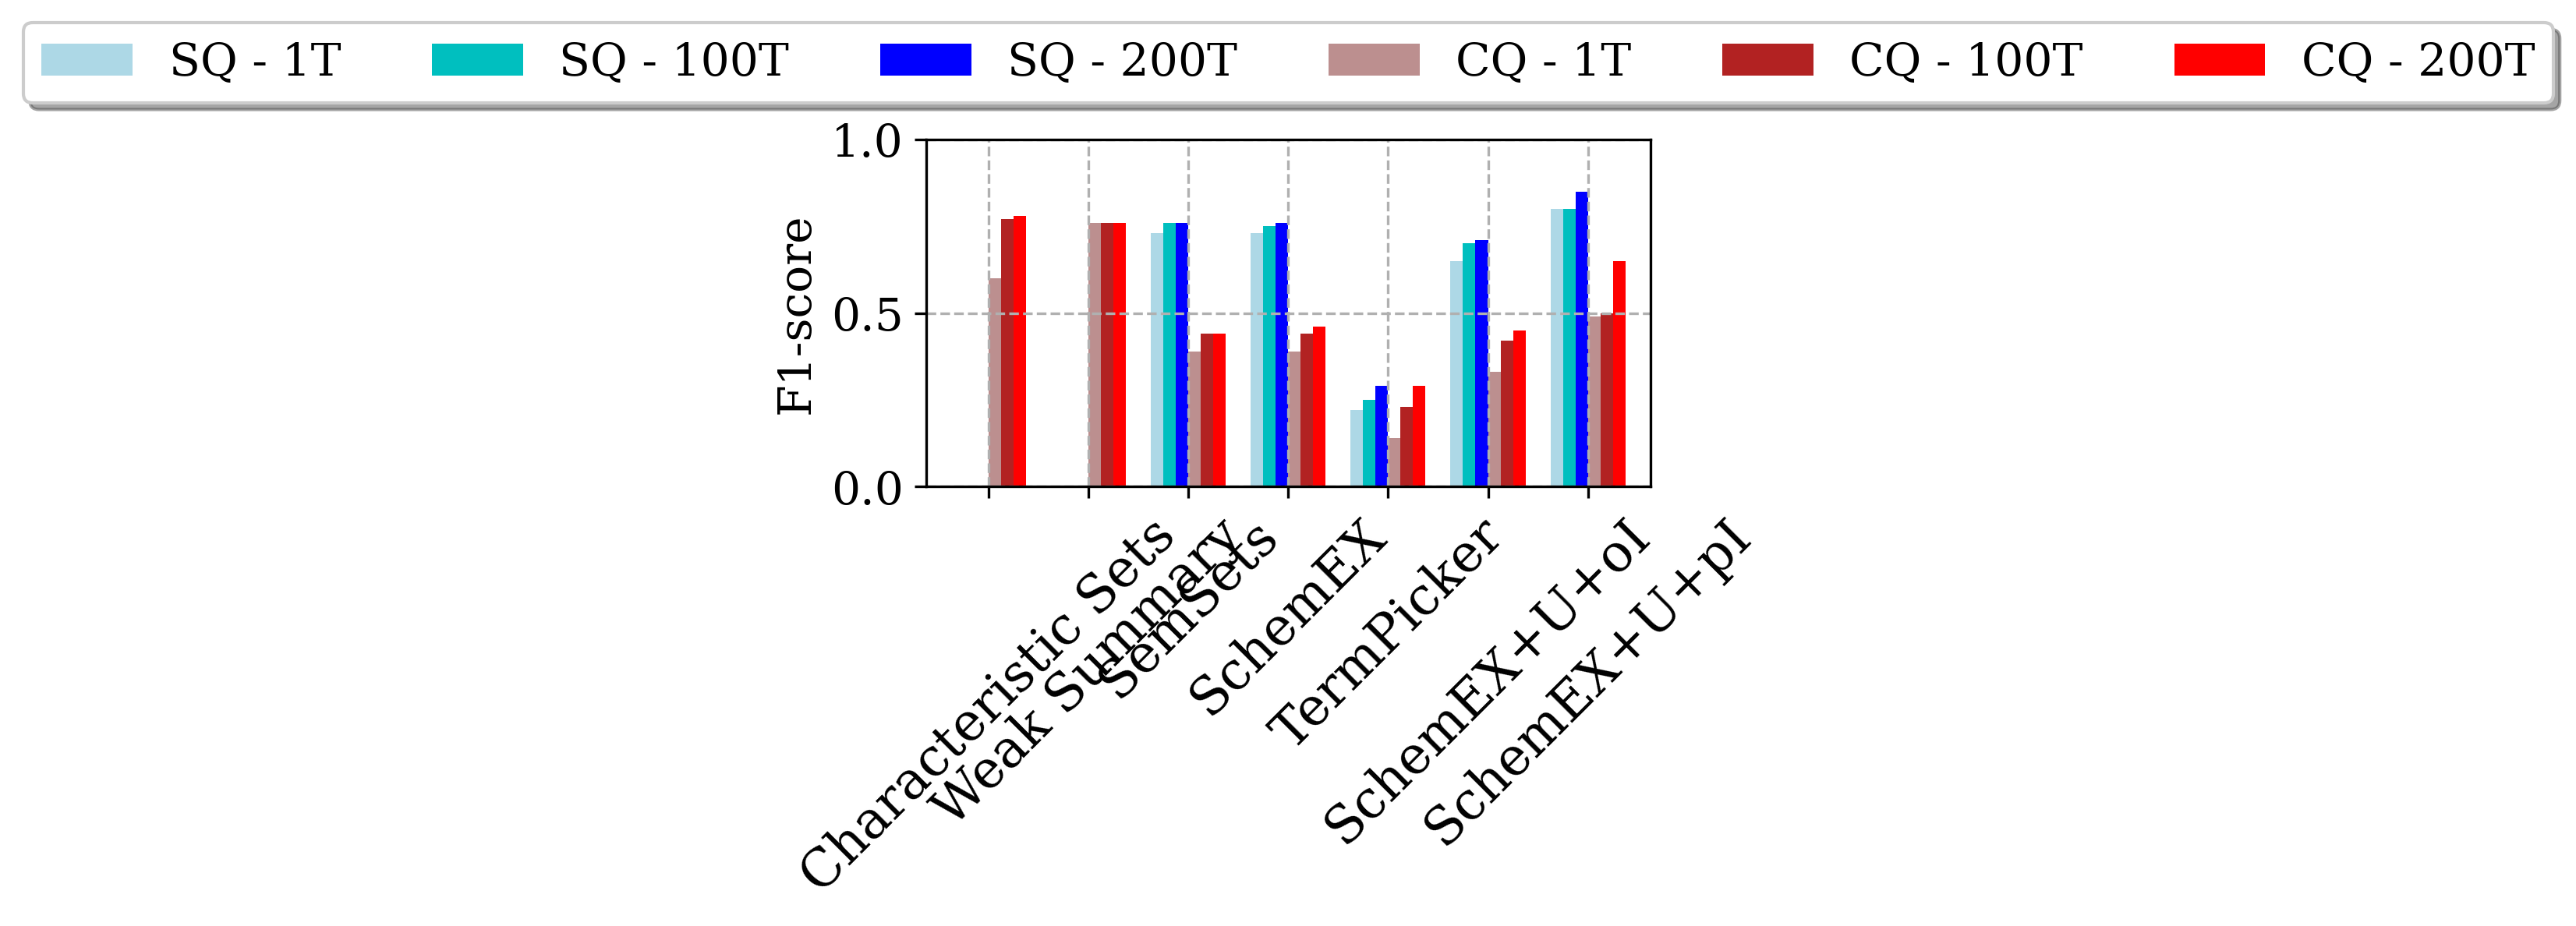 SQ - 1T SQ - 100T SQ - 200T CQ - 1T CQ - 100T CQ - 200T
1.0
0.5
0.0
F1-score
Characteristic Sets
Weak Summary
SemSets
SchemEX
TermPicker
SchemEX+U+oI
SchemEX+U+pI